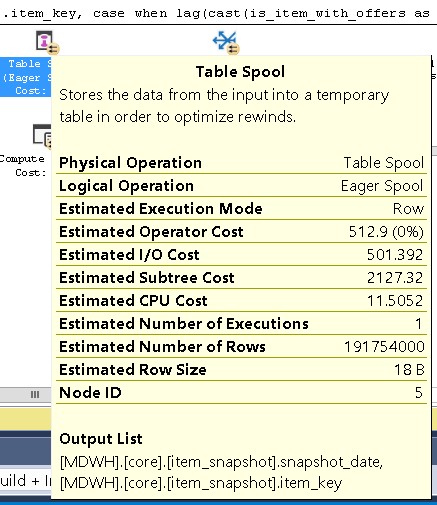 .item_key, case when lag(cast(is_item_with_offers as
Table S
(Eager S
Cost:
Compute
Cost:
Table Spool
Stores the data from the input into a temporary
table in order to optimize rewinds.
Physical Operation Table Spool
Logical Operation Eager Spool
Estimated Execution Mode Row
Estimated Operator Cost 512.9 (0%)
Estimated I/O Cost 501.392
Estimated Subtree Cost 2127.32
Estimated CPU Cost 11.5052
Estimated Number of Executions 1
Estimated Number of Rows 191754000
Estimated Row Size 18 B
Node ID 5
Output List
[MDWH].[core].[item_snapshot].snapshot_date,
[MDWH].[core].[item_snapshot].item_key
uild + I